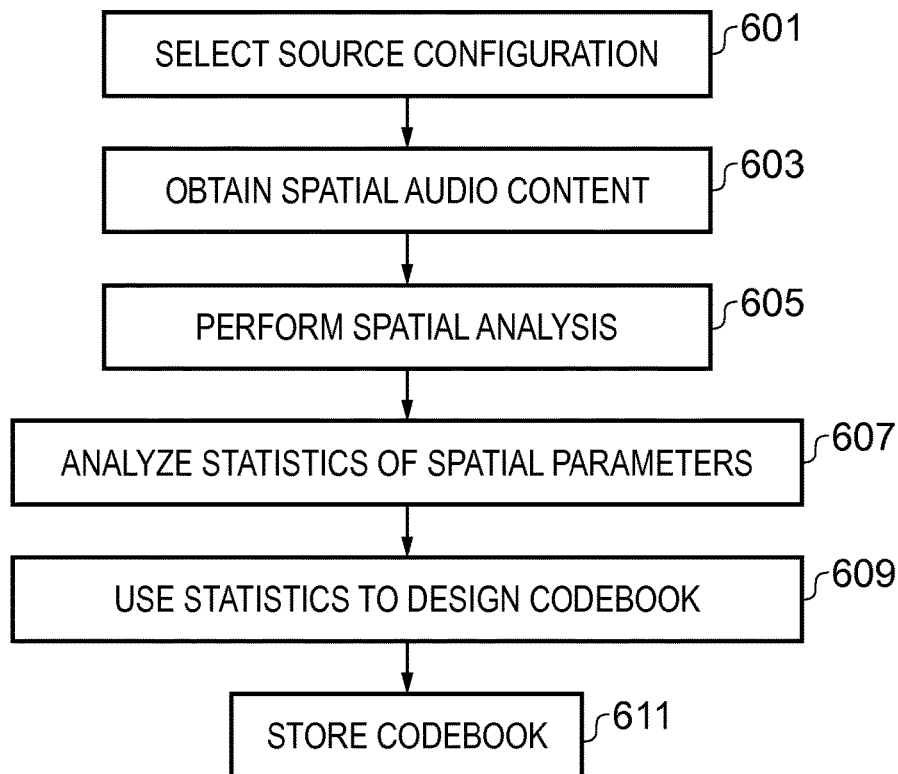 SELECT SOURCE CONFIGURATION 601
OBTAIN SPATIAL AUDIO CONTENT 603
PERFORM SPATIAL ANALYSIS 605
ANALYZE STATISTICS OF SPATIAL PARAMETERS 607
USE STATISTICS TO DESIGN CODEBOOK 609
STORE CODEBOOK 611